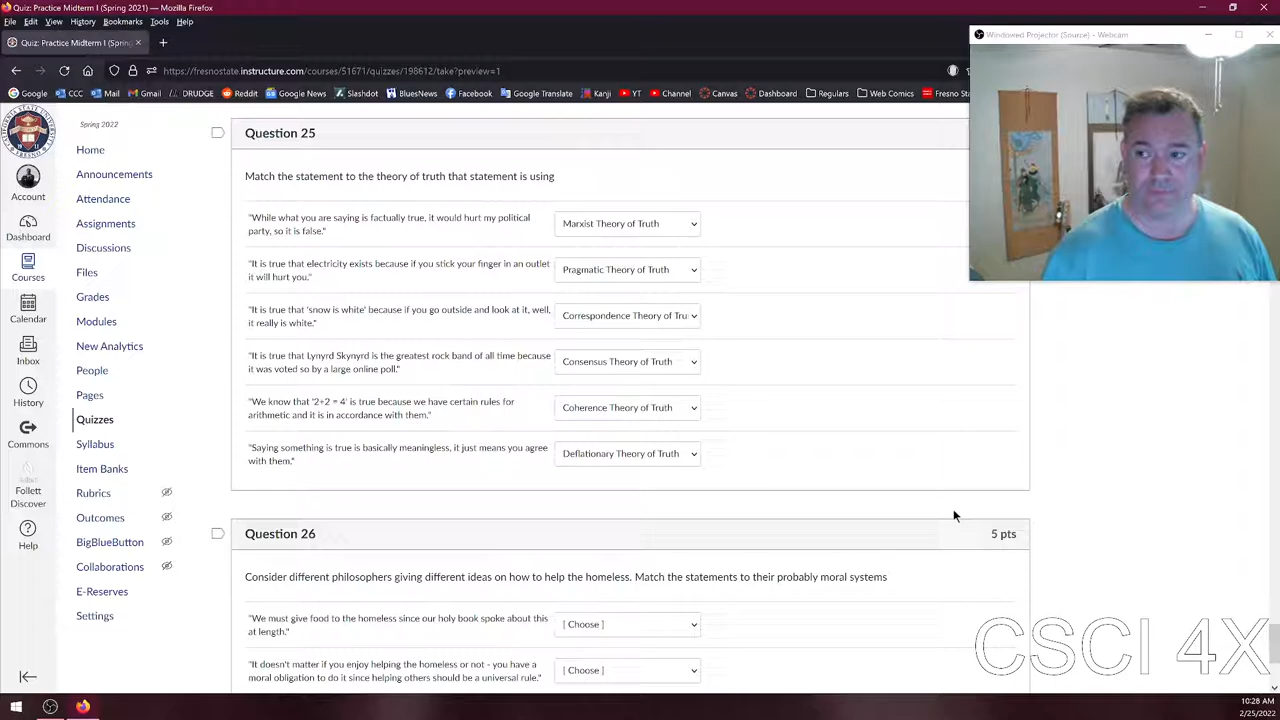 Quiz: Practice Midterm I (Spring 2021) — Mozilla Firefox
File Edit View History Bookmarks Tools Help
Quiz: Practice Midterm I (Spring
Windowed Projector (Source) - Webcam
https://fresnostate.instructure.com/courses/51671/quizzes/198612/take?preview=1
Google CCC Mail Gmail DRUDGE Reddit Google News Slashdot BluesNews Facebook Google Translate Kanji YT Channel Canvas Dashboard Regulars Web Comics Fresno St
Spring 2022
Account
Dashboard
Courses
Calendar
Inbox
History
Commons
Follett
Discover
Help
Home
Announcements
Attendance
Assignments
Discussions
Files
Grades
Modules
New Analytics
People
Pages
Quizzes
Syllabus
Item Banks
Rubrics
Outcomes
BigBlueButton
Collaborations
E-Reserves
Settings
Question 25
Match the statement to the theory of truth that statement is using
"While what you are saying is factually true, it would hurt my political
party, so it is false."
Marxist Theory of Truth
"It is true that electricity exists because if you stick your finger in an outlet
it will hurt you."
Pragmatic Theory of Truth
"It is true that 'snow is white' because if you go outside and look at it, well,
it really is white."
Correspondence Theory of Tru
"It is true that Lynyrd Skynyrd is the greatest rock band of all time because
it was voted so by a large online poll."
Consensus Theory of Truth
"We know that '2+2 = 4' is true because we have certain rules for
arithmetic and it is in accordance with them."
Coherence Theory of Truth
"Saying something is true is basically meaningless, it just means you agree
with them."
Deflationary Theory of Truth
Question 26
5 pts
Consider different philosophers giving different ideas on how to help the homeless. Match the statements to their probably moral systems
"We must give food to the homeless since our holy book spoke about this
at length."
[ Choose ]
"It doesn't matter if you enjoy helping the homeless or not - you have a
moral obligation to do it since helping others should be a universal rule."
[ Choose ]
CSCI 4X
10:28 AM
2/25/2022